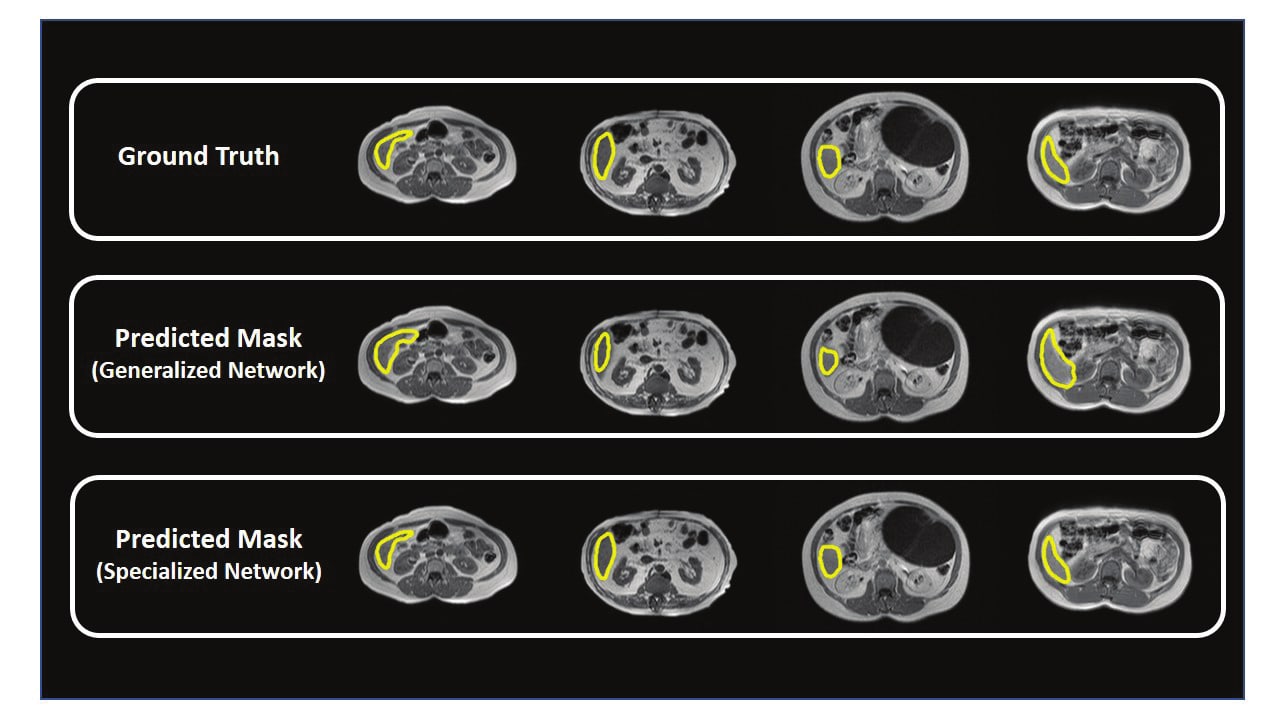 Ground Truth
Predicted Mask
(Generalized Network)
Predicted Mask
(Specialized Network)